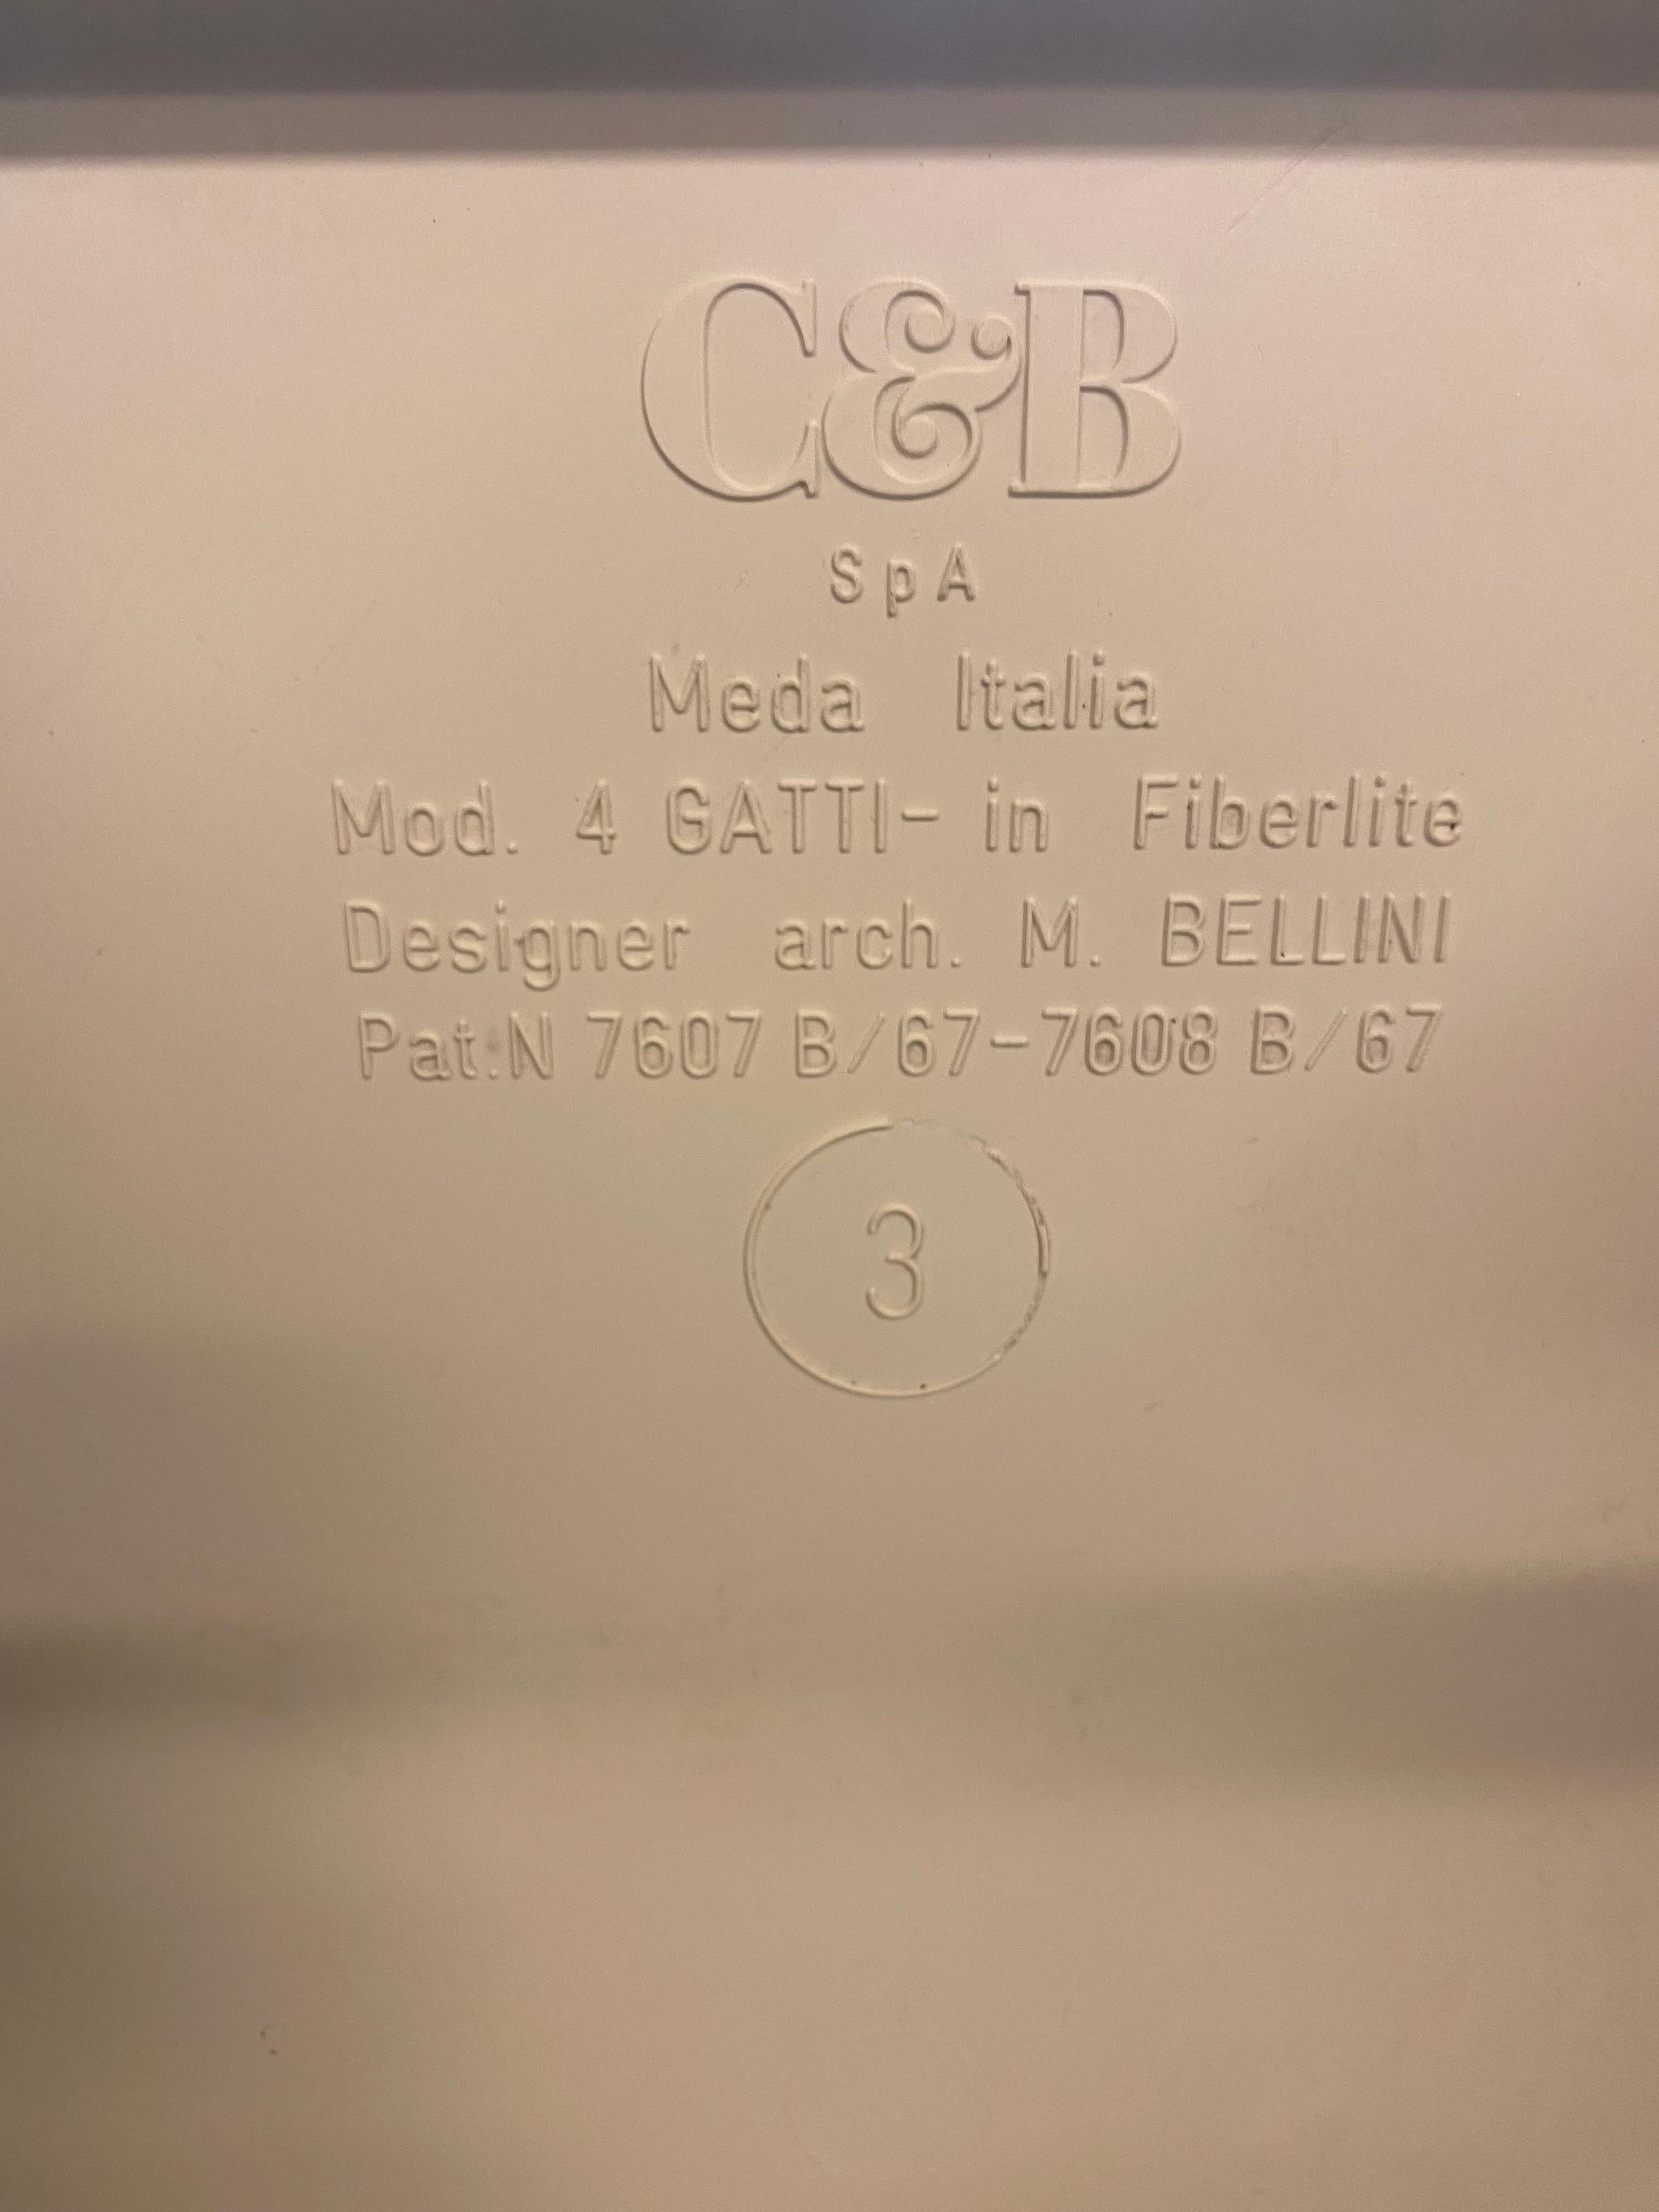 C&B
SpA
Meda Italia
Mod. 4 GATTI- in Fiberlite
Designer arch. M. BELLINI
Pat.N 7607 B/67-7608 B/67
3